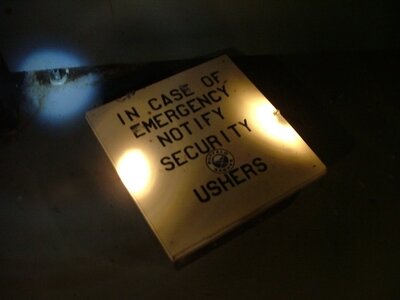 IN CASE OF
EMERGENCY
NOTIFY
SECURITY
USHERS